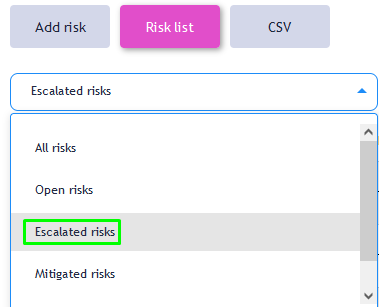 Add risk Risk list CSV
Escalated risks
All risks
Open risks
Escalated risks
Mitigated risks